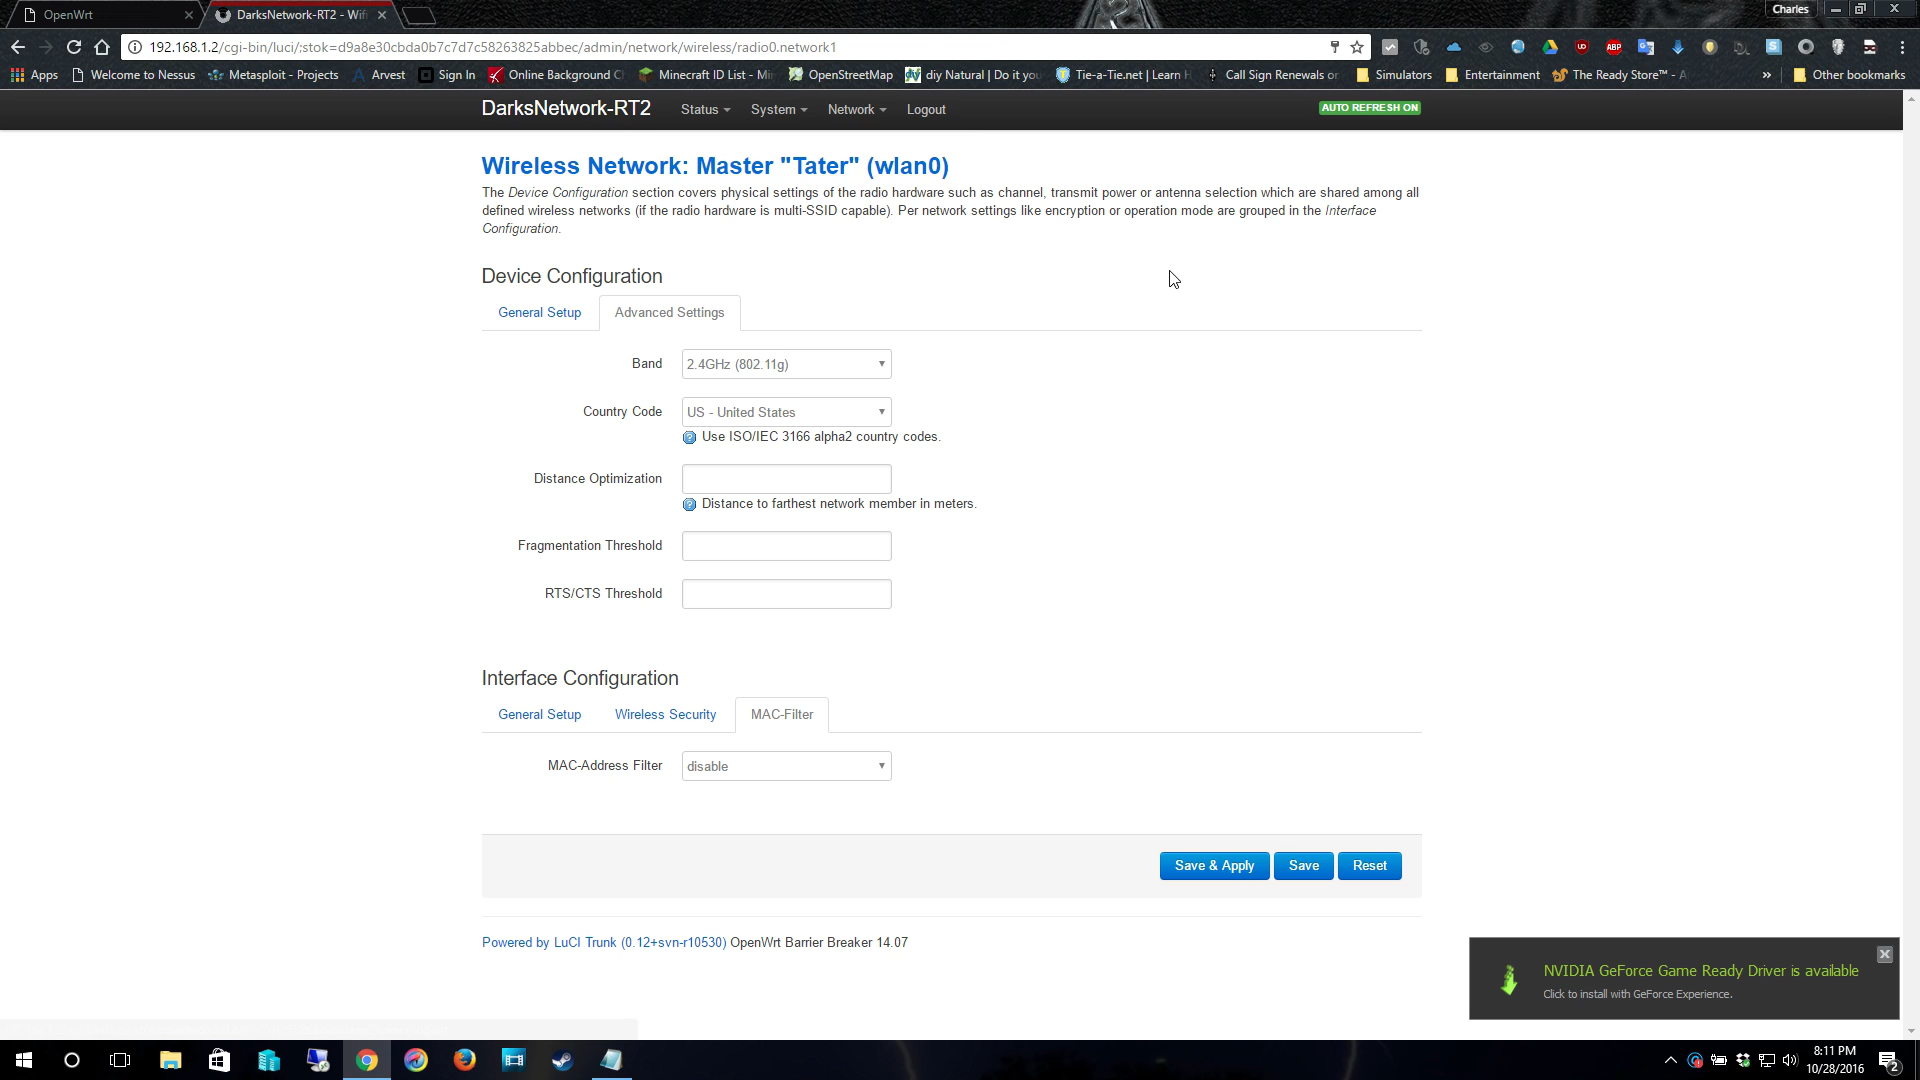 OpenWrt
DarksNetwork-RT2 - Wifi
Charles
192.168.1.2/cgi-bin/luci/;stok=d9a8e30cbda0b7c7d7c58263825abbec/admin/network/wireless/radio0.network1
Apps Welcome to Nessus Metasploit - Projects Arvest Sign In Online Background C Minecraft ID List - Mi OpenStreetMap diy Natural | Do it you Tie-a-Tie.net | Learn H Call Sign Renewals or Simulators Entertainment The Ready Store™ - A » Other bookmarks
DarksNetwork-RT2 Status System Network Logout AUTO REFRESH ON
Wireless Network: Master "Tater" (wlan0)
The Device Configuration section covers physical settings of the radio hardware such as channel, transmit power or antenna selection which are shared among all
defined wireless networks (if the radio hardware is multi-SSID capable). Per network settings like encryption or operation mode are grouped in the Interface
Configuration.
Device Configuration
General Setup Advanced Settings
Band 2.4GHz (802.11g)
Country Code US - United States
Use ISO/IEC 3166 alpha2 country codes.
Distance Optimization
Distance to farthest network member in meters.
Fragmentation Threshold
RTS/CTS Threshold
Interface Configuration
General Setup Wireless Security MAC-Filter
MAC-Address Filter disable
Save & Apply Save Reset
Powered by LuCI Trunk (0.12+svn-r10530) OpenWrt Barrier Breaker 14.07
NVIDIA GeForce Game Ready Driver is available
Click to install with GeForce Experience.
8:11 PM
10/28/2016
2